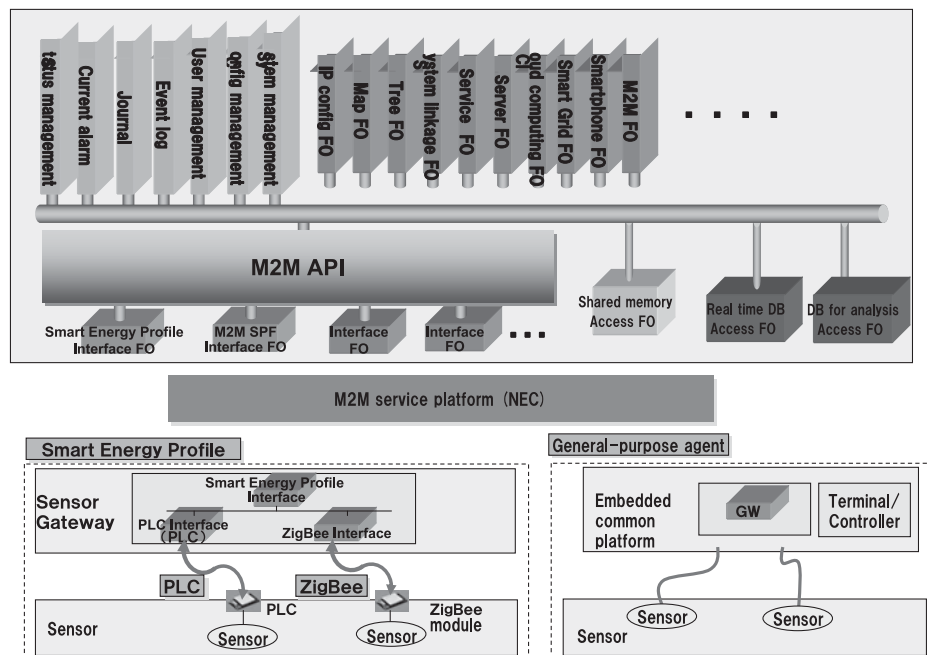 Status management
Current alarm
Journal
Event log
User management
Config management
System management
IP config FO
Map FO
Tree FO
System linkage FO
Service FO
Server FO
Cloud computing FO
Smart Grid FO
Smartphone FO
M2M FO
. . . .
M2M API
Smart Energy Profile
Interface FO
M2M SPF
Interface FO
Interface
FO
Interface
FO
...
Shared memory
Access FO
Real time DB
Access FO
DB for analysis
Access FO
M2M service platform (NEC)
Smart Energy Profile
Sensor
Gateway
Smart Energy Profile
Interface
PLC Interface
(PLC)
ZigBee Interface
PLC
ZigBee
PLC
ZigBee
module
Sensor
Sensor
Sensor
General-purpose agent
Embedded
common
platform
GW
Terminal/
Controller
Sensor
Sensor
Sensor